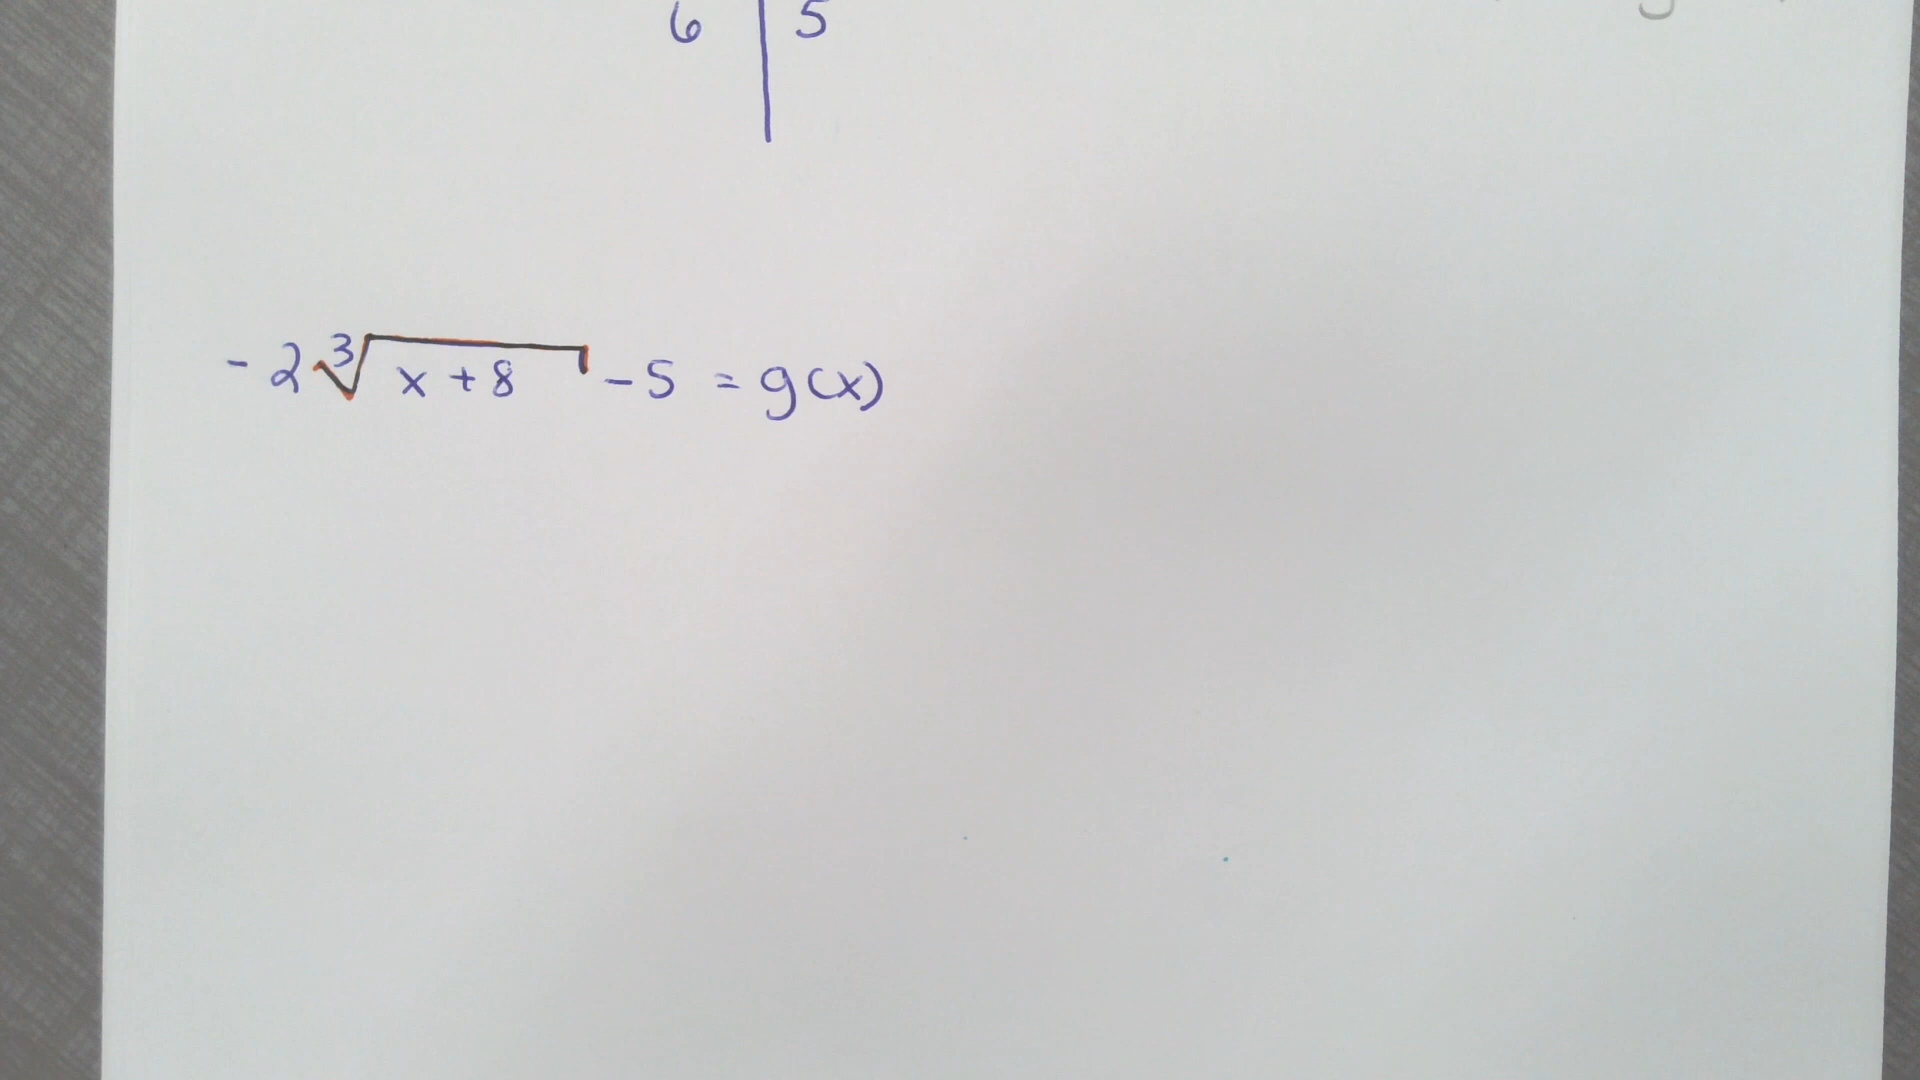 6 | 5
-2∛(x+8) -5 = g(x)